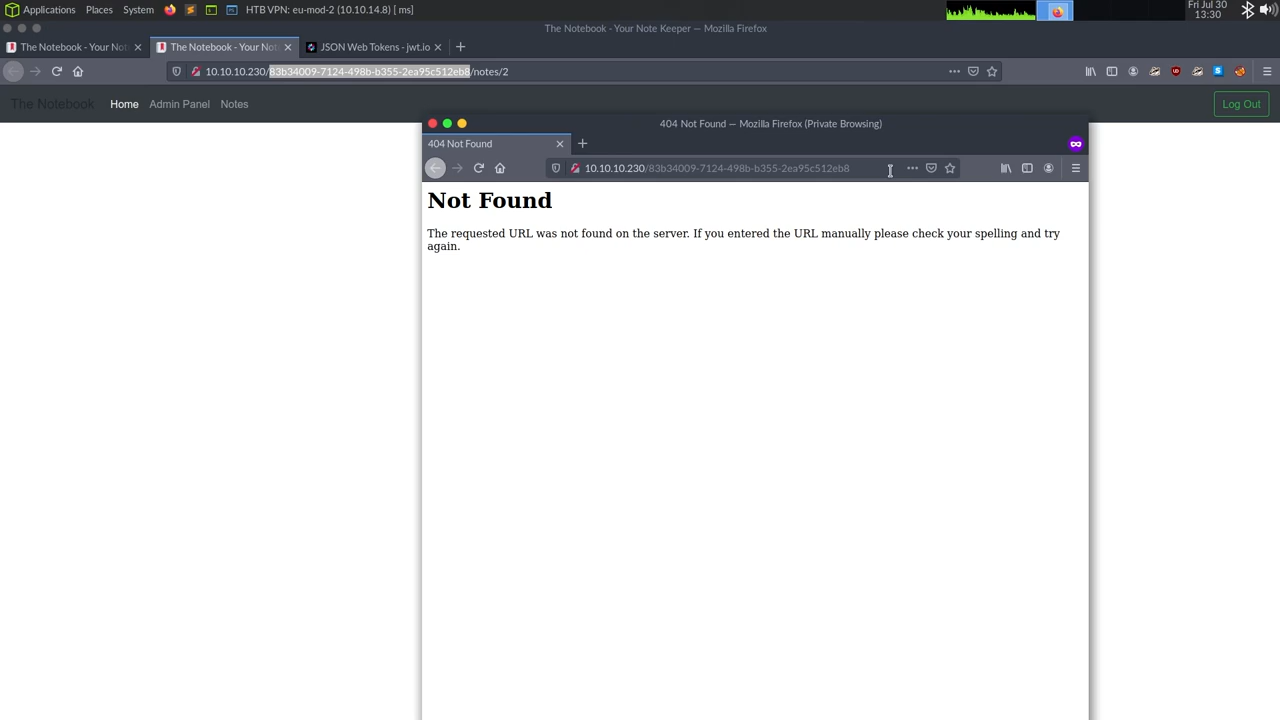 Applications Places System HTB VPN: eu-mod-2 (10.10.14.8) [ ms] Fri Jul 30
13:30
The Notebook - Your Note Keeper — Mozilla Firefox
The Notebook - Your Not The Notebook - Your Not JSON Web Tokens - jwt.io
10.10.10.230/83b34009-7124-498b-b355-2ea95c512eb8/notes/2
The Notebook Home Admin Panel Notes Log Out
404 Not Found — Mozilla Firefox (Private Browsing)
404 Not Found
10.10.10.230/83b34009-7124-498b-b355-2ea95c512eb8
Not Found
The requested URL was not found on the server. If you entered the URL manually please check your spelling and try
again.